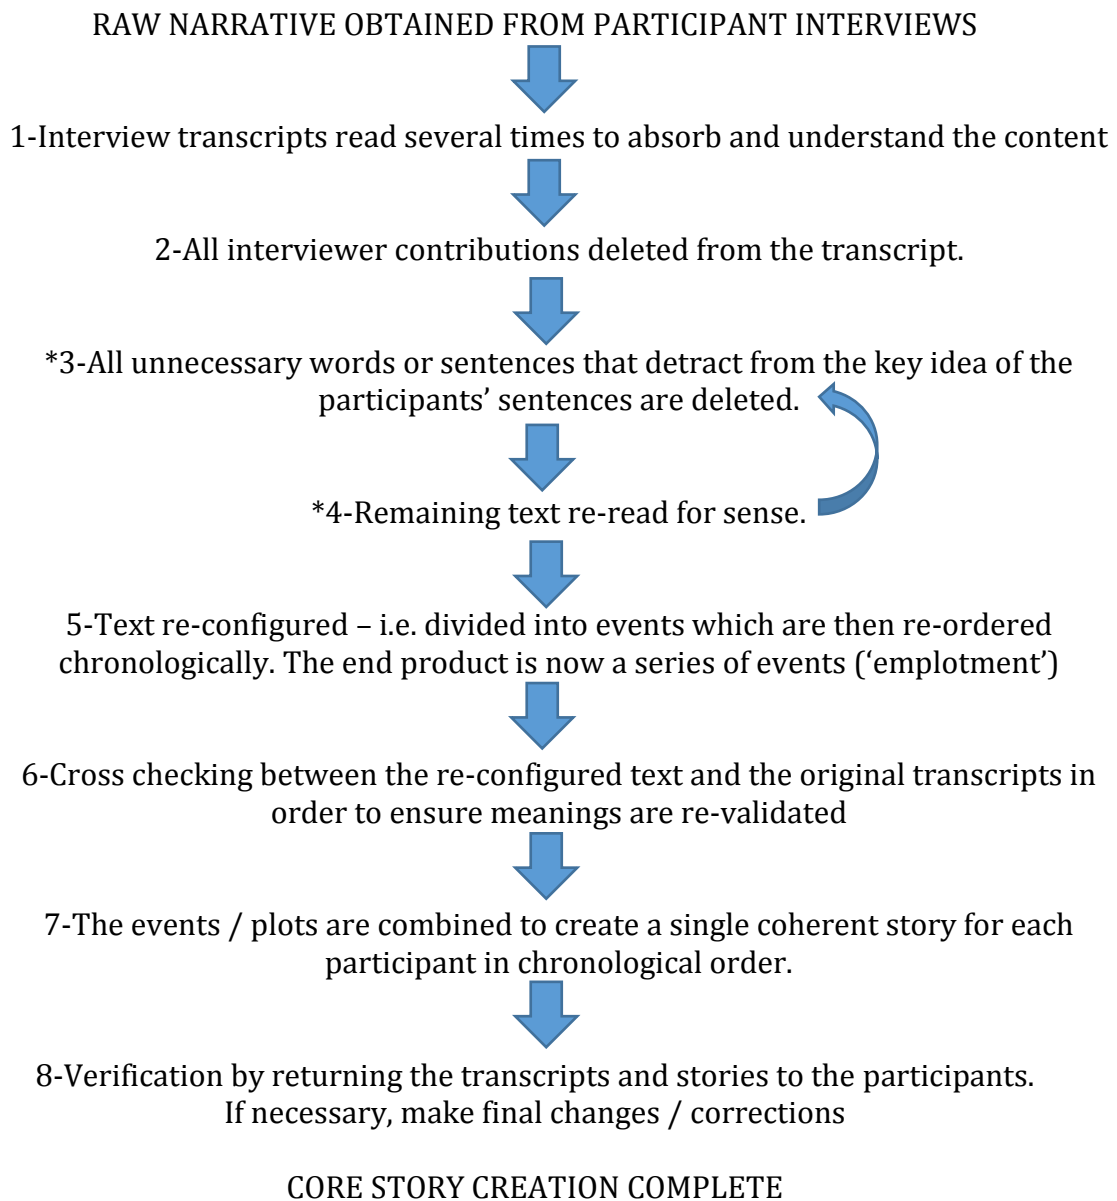 RAW NARRATIVE OBTAINED FROM PARTICIPANT INTERVIEWS
1-Interview transcripts read several times to absorb and understand the content
2-All interviewer contributions deleted from the transcript.
*3-All unnecessary words or sentences that detract from the key idea of the
participants’ sentences are deleted.
*4-Remaining text re-read for sense.
5-Text re-configured – i.e. divided into events which are then re-ordered
chronologically. The end product is now a series of events (‘emplotment’)
6-Cross checking between the re-configured text and the original transcripts in
order to ensure meanings are re-validated
7-The events / plots are combined to create a single coherent story for each
participant in chronological order.
8-Verification by returning the transcripts and stories to the participants.
If necessary, make final changes / corrections
CORE STORY CREATION COMPLETE